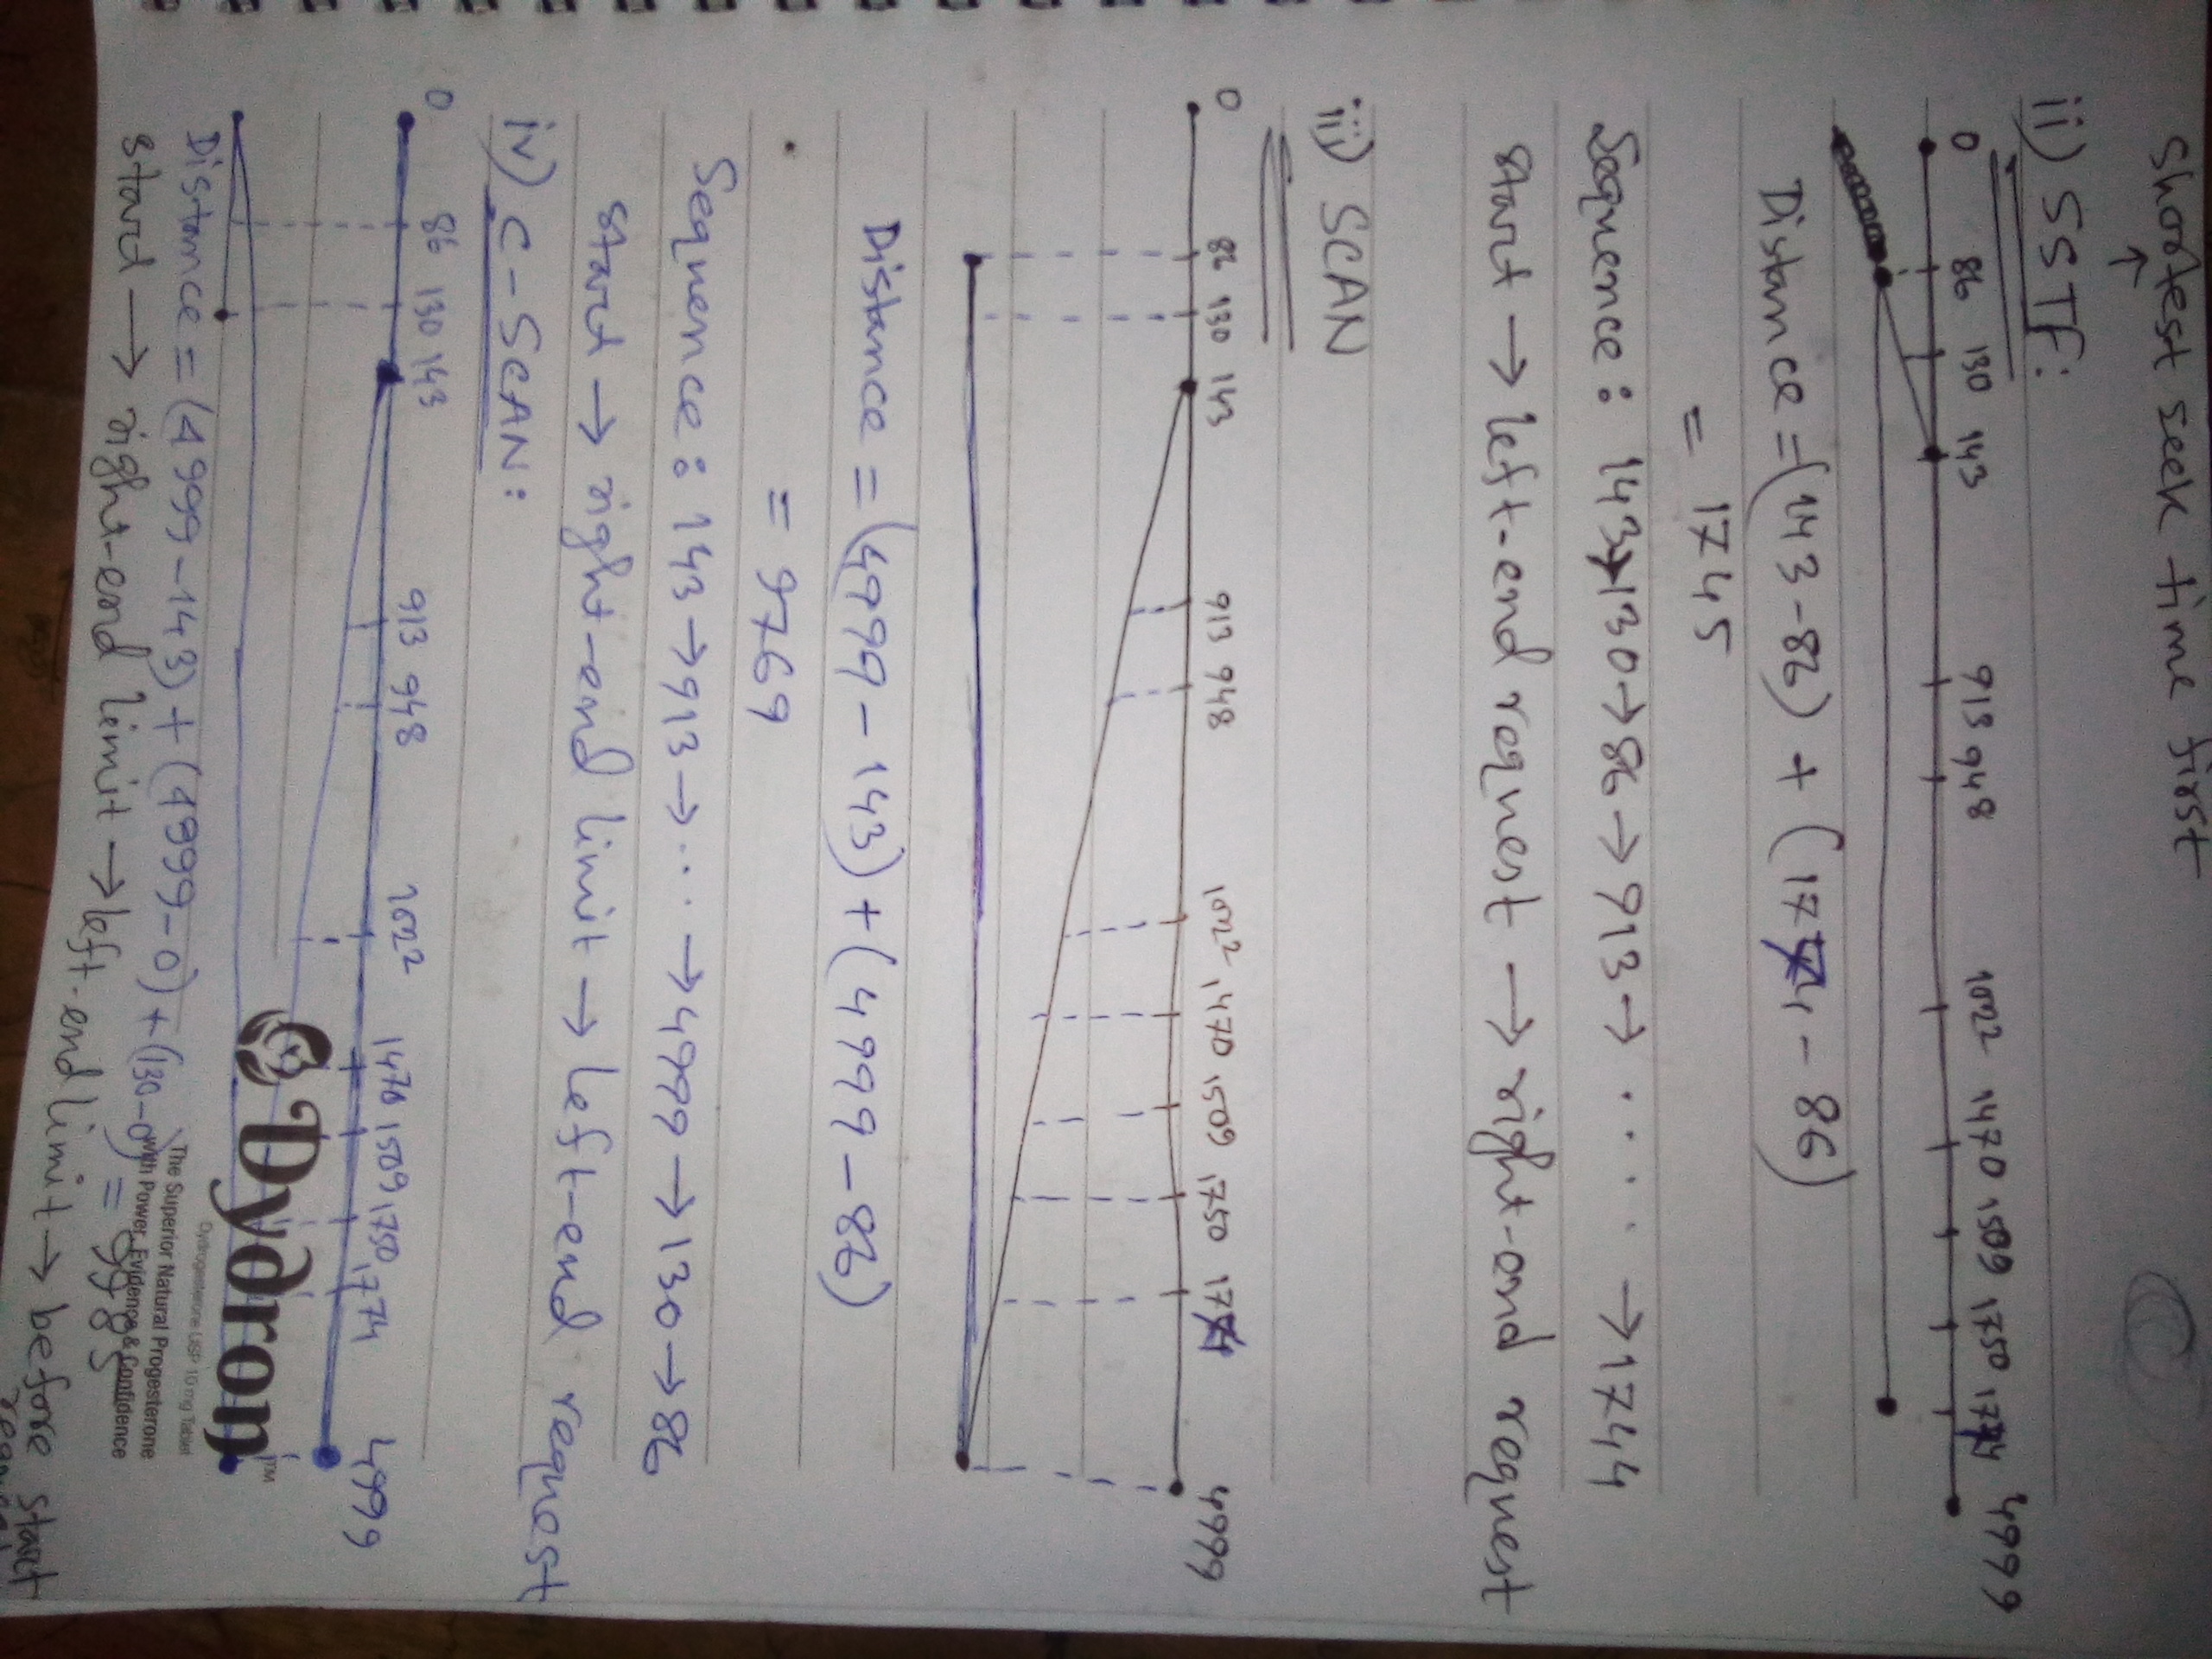 Shortest seek time first
↑
ii) SSTF:
0 86 130 143 913 948 1022 1470 1509 1750 1774 4999
Distance = (143-86) + (1774 - 86)
= 1745
Sequence: 143→130→86→913→ ..... →1744
Start → left-end request → right-end request
iii) SCAN
0 86 130 143 913 948 1022 1470 1509 1750 1774 4999
Distance = (4999 - 143) + (4999 - 86)
= 9769
Sequence: 143→913→... →4999→130→86
Start → right-end limit → left-end request
iv) C-SCAN:
0 86 130 143 913 948 1022 1470 1509 1750 1774 4999
Dydron™
Dydrogesterone USP 10 mg Tablet
The Superior Natural Progesterone
with Power, Evidence & Confidence
Distance = (4999-143) + (4999-0) + (130-0) = 9985
Start → right-end limit → left-end limit → before start